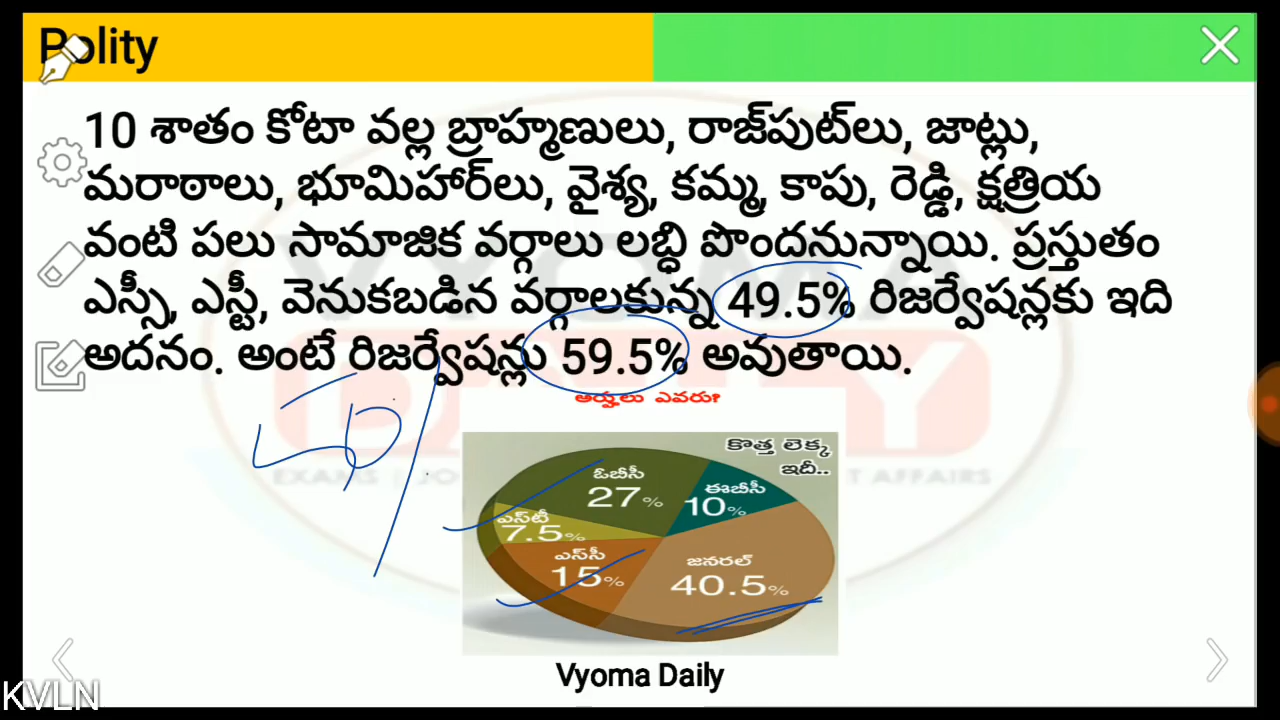 Polity
10 శాతం కోటా వల్ల బ్రాహ్మణులు, రాజ్‌పుట్‌లు, జాట్లు,
మరాఠాలు, భూమిహార్‌లు, వైశ్య, కమ్మ, కాపు, రెడ్డి, క్షత్రియ
వంటి పలు సామాజిక వర్గాలు లబ్ధి పొందనున్నాయి. ప్రస్తుతం
ఎస్సీ, ఎస్టీ, వెనుకబడిన వర్గాలకున్న 49.5% రిజర్వేషన్లకు ఇది
అదనం. అంటే రిజర్వేషన్లు 59.5% అవుతాయి.
అర్హులు ఎవరు?
కొత్త లెక్క
ఇదీ..
ఓబీసీ
27%
ఈబీసీ
10%
ఎస్‌టీ
7.5%
ఎస్‌సీ
15%
జనరల్
40.5%
Vyoma Daily
KVLN